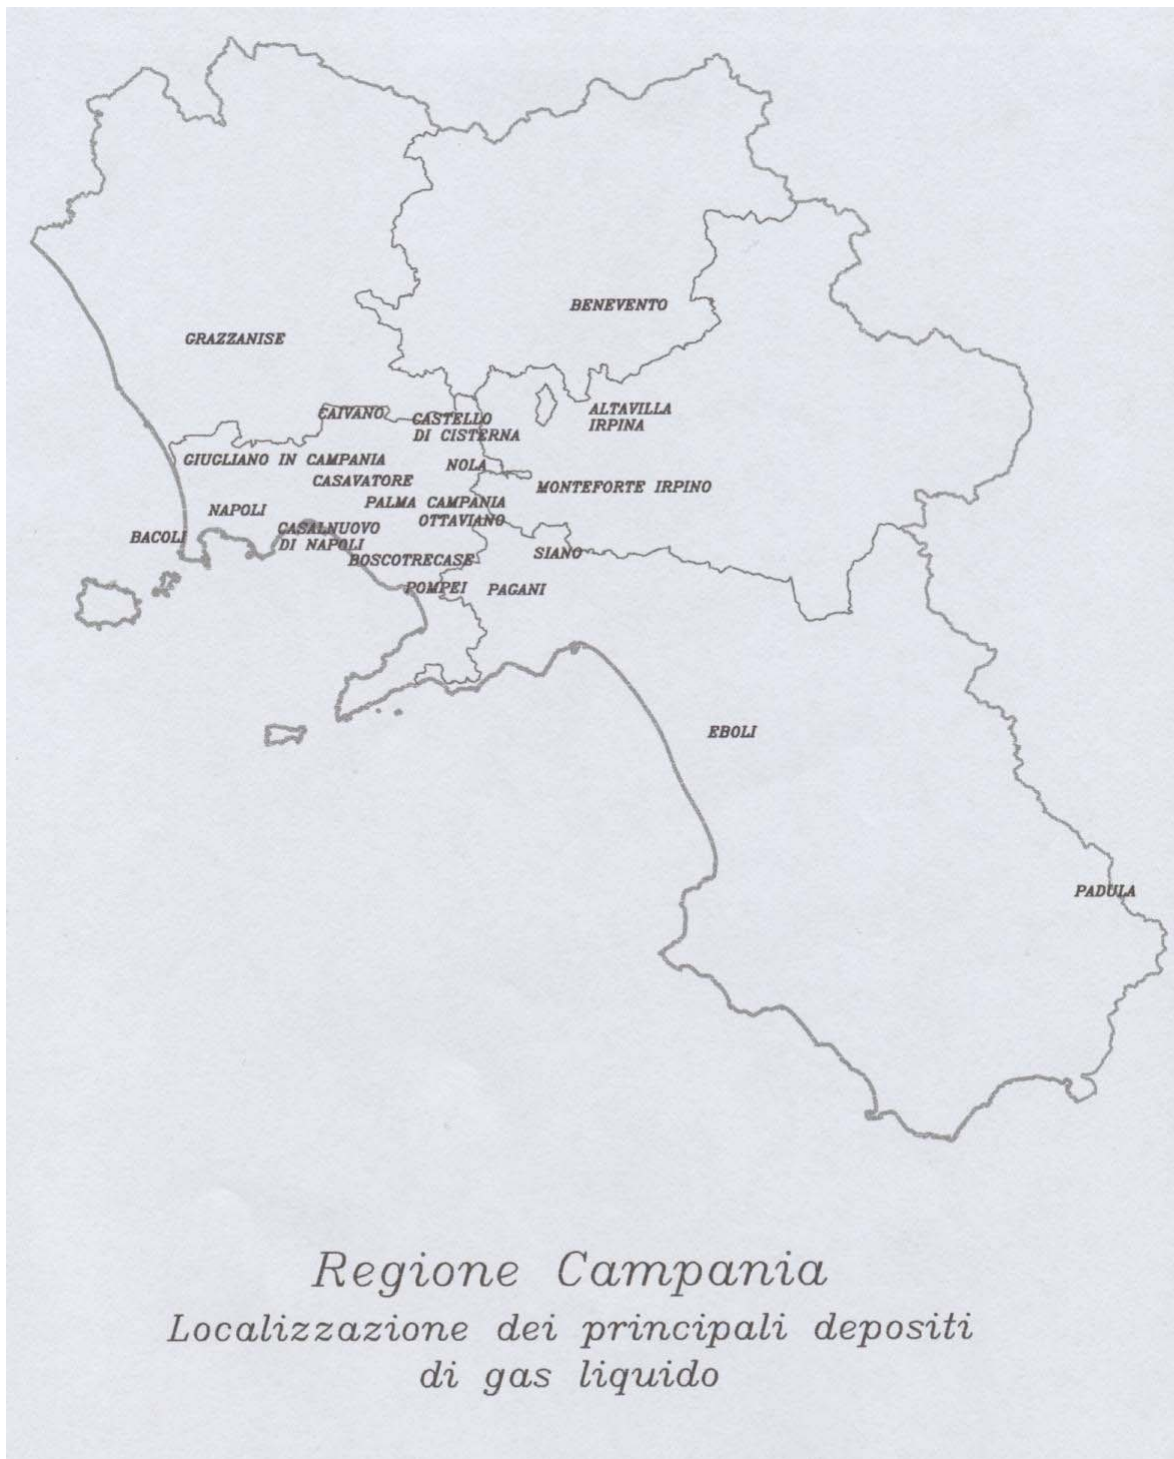 BENEVENTO
GRAZZANISE
CAIVANO
CASTELLO
DI CISTERNA
ALTAVILLA
IRPINA
GIUGLIANO IN CAMPANIA
NOLA
CASAVATORE
MONTEFORTE IRPINO
PALMA CAMPANIA
NAPOLI
OTTAVIANO
CASALNUOVO
DI NAPOLI
BACOLI
SIANO
BOSCOTRECASE
POMPEI
PAGANI
EBOLI
PADULA
Regione Campania
Localizzazione dei principali depositi
di gas liquido